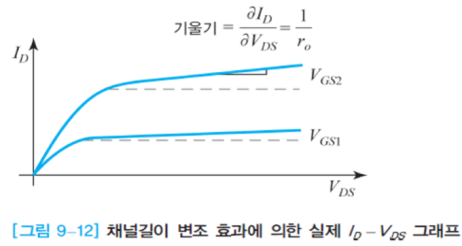 기울기 = ∂I_D/∂V_DS = 1/r_o
I_D
V_GS2
V_GS1
V_DS
[그림 9-12] 채널길이 변조 효과에 의한 실제 I_D – V_DS 그래프